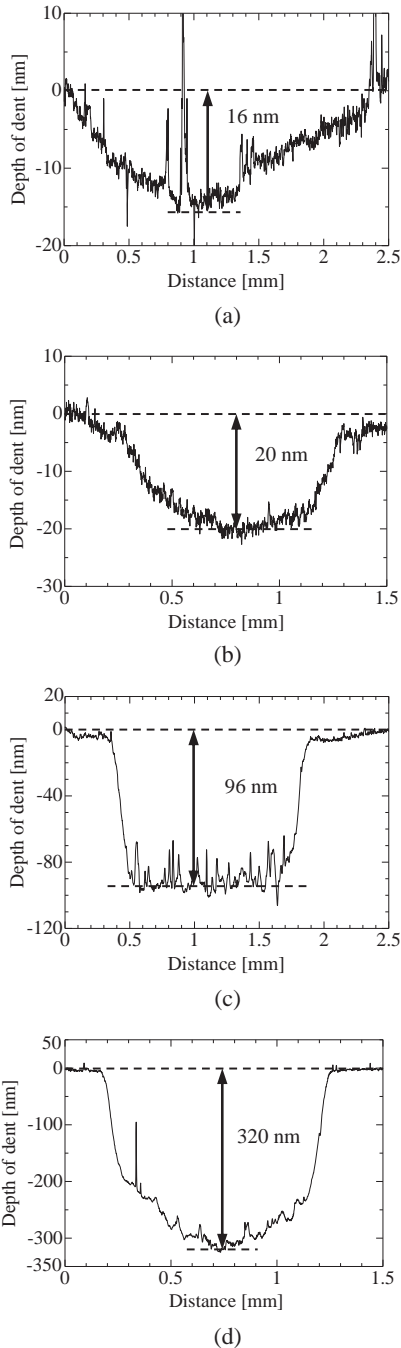 10
0
-10
-20
Depth of dent [nm]
16 nm
0 0.5 1 1.5 2 2.5
Distance [mm]
(a)
10
0
-10
-20
-30
Depth of dent [nm]
20 nm
0 0.5 1 1.5
Distance [mm]
(b)
20
0
-40
-80
-120
Depth of dent [nm]
96 nm
0 0.5 1 1.5 2 2.5
Distance [mm]
(c)
50
0
-100
-200
-300
-350
Depth of dent [nm]
320 nm
0 0.5 1 1.5
Distance [mm]
(d)